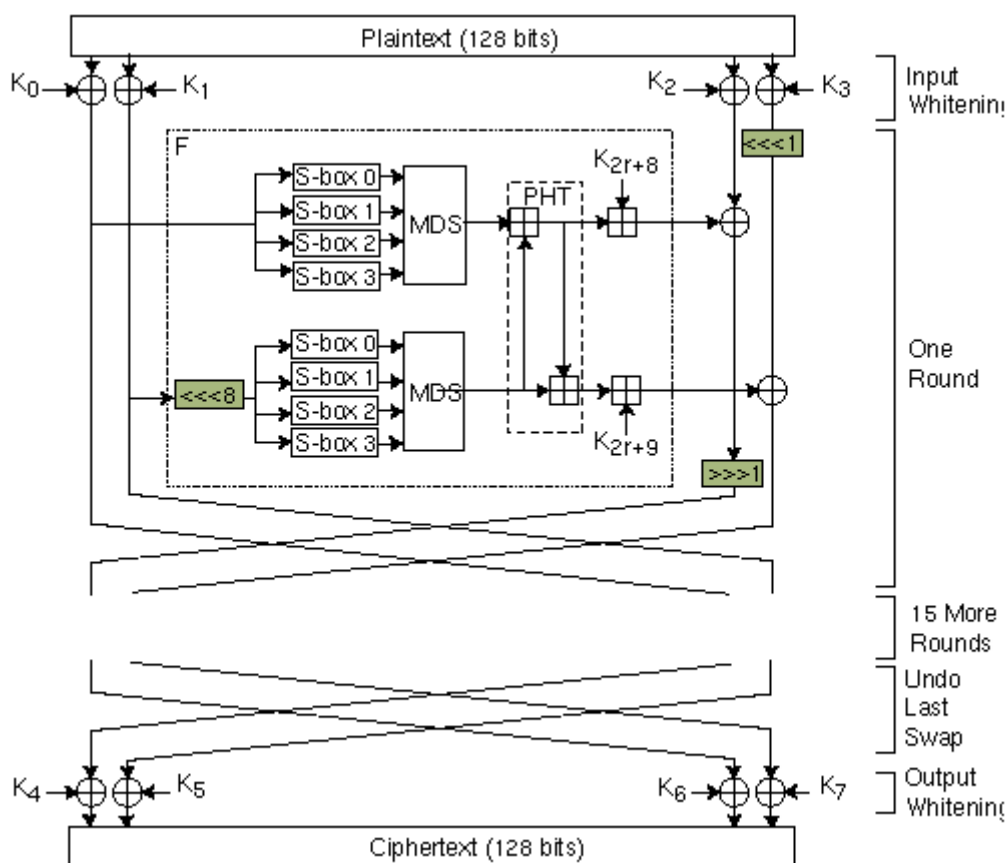 Plaintext (128 bits)
K0
K1
K2
K3
Input
Whitening
<<<1
F
S-box 0
S-box 1
S-box 2
S-box 3
MDS
PHT
K2r+8
One
Round
<<<8
S-box 0
S-box 1
S-box 2
S-box 3
MDS
K2r+9
>>>1
15 More
Rounds
Undo
Last
Swap
K4
K5
K6
K7
Output
Whitening
Ciphertext (128 bits)